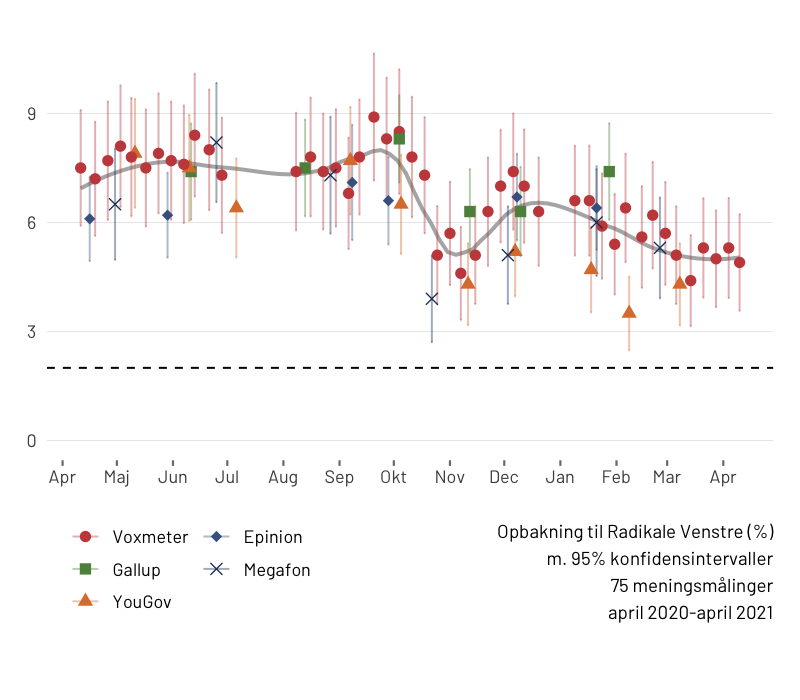 9
6
3
0
Apr Maj Jun Jul Aug Sep Okt Nov Dec Jan Feb Mar Apr
Voxmeter Epinion
Gallup Megafon
YouGov
Opbakning til Radikale Venstre (%)
m. 95% konfidensintervaller
75 meningsmålinger
april 2020-april 2021